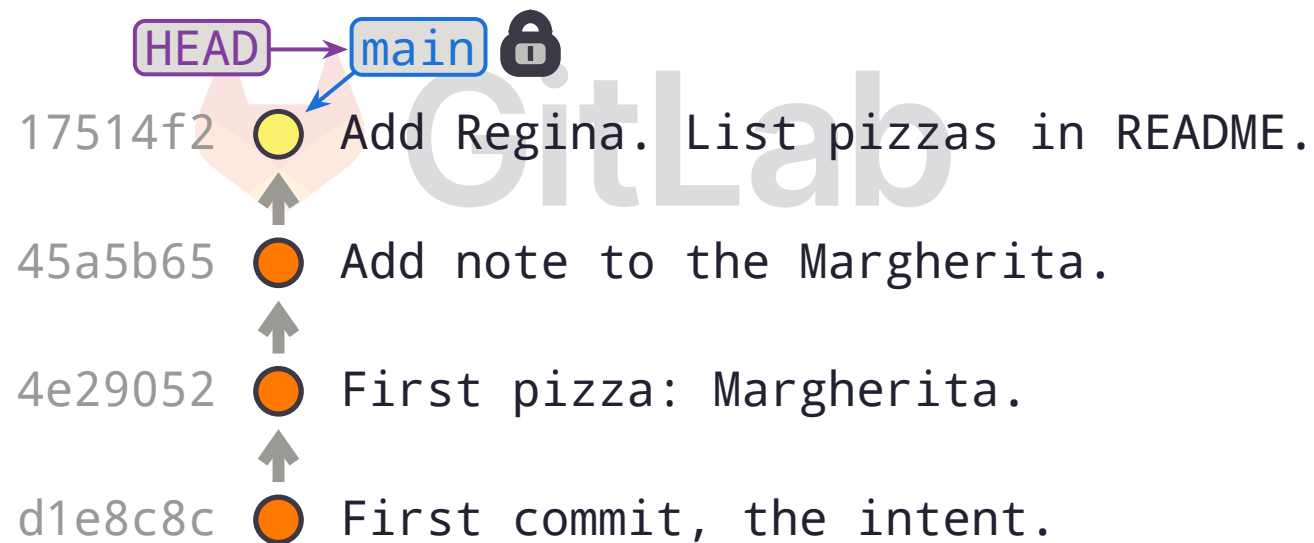 HEAD main
GitLab
17514f2 Add Regina. List pizzas in README.
45a5b65 Add note to the Margherita.
4e29052 First pizza: Margherita.
d1e8c8c First commit, the intent.